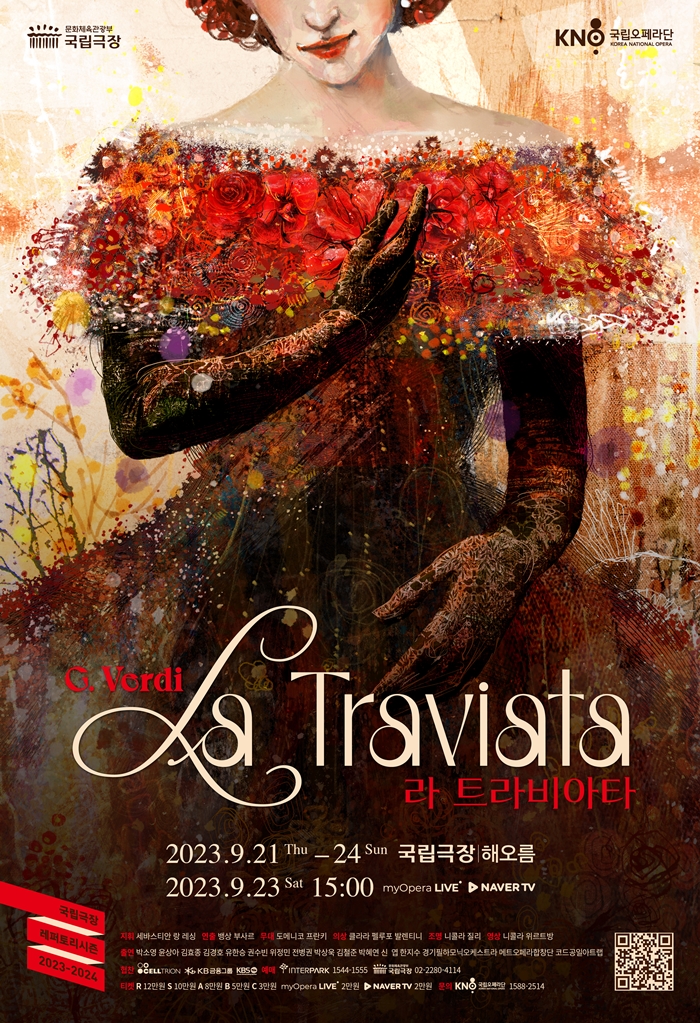 문화체육관광부
국립극장
KNO 국립오페라단
KOREA NATIONAL OPERA
G. Verdi
La Traviata
라 트라비아타
2023.9.21 Thu – 24 Sun 국립극장|해오름
2023.9.23 Sat 15:00 myOpera LIVE NAVER TV
국립극장
레퍼토리시즌
2023-2024
지휘 세바스티안 랑 레싱 연출 뱅상 부사르 무대 도메니코 프란키 의상 클라라 펠루포 발렌티니 조명 니콜라 질리 영상 니콜라 위르트방
출연 박소영 윤상아 김효종 김경호 유한승 권수빈 위정민 전병권 박상욱 김철준 박혜연 신 엽 한지수 경기필하모닉오케스트라 메트오페라합창단 코드공일아트랩
협찬 CELLTRION KB금융그룹 KBS 예매 INTERPARK 1544-1555 국립극장 02-2280-4114
티켓 R 12만원 S 10만원 A 8만원 B 5만원 C 3만원 myOpera LIVE 2만원 NAVER TV 2만원 문의 KNO 국립오페라단 1588-2514